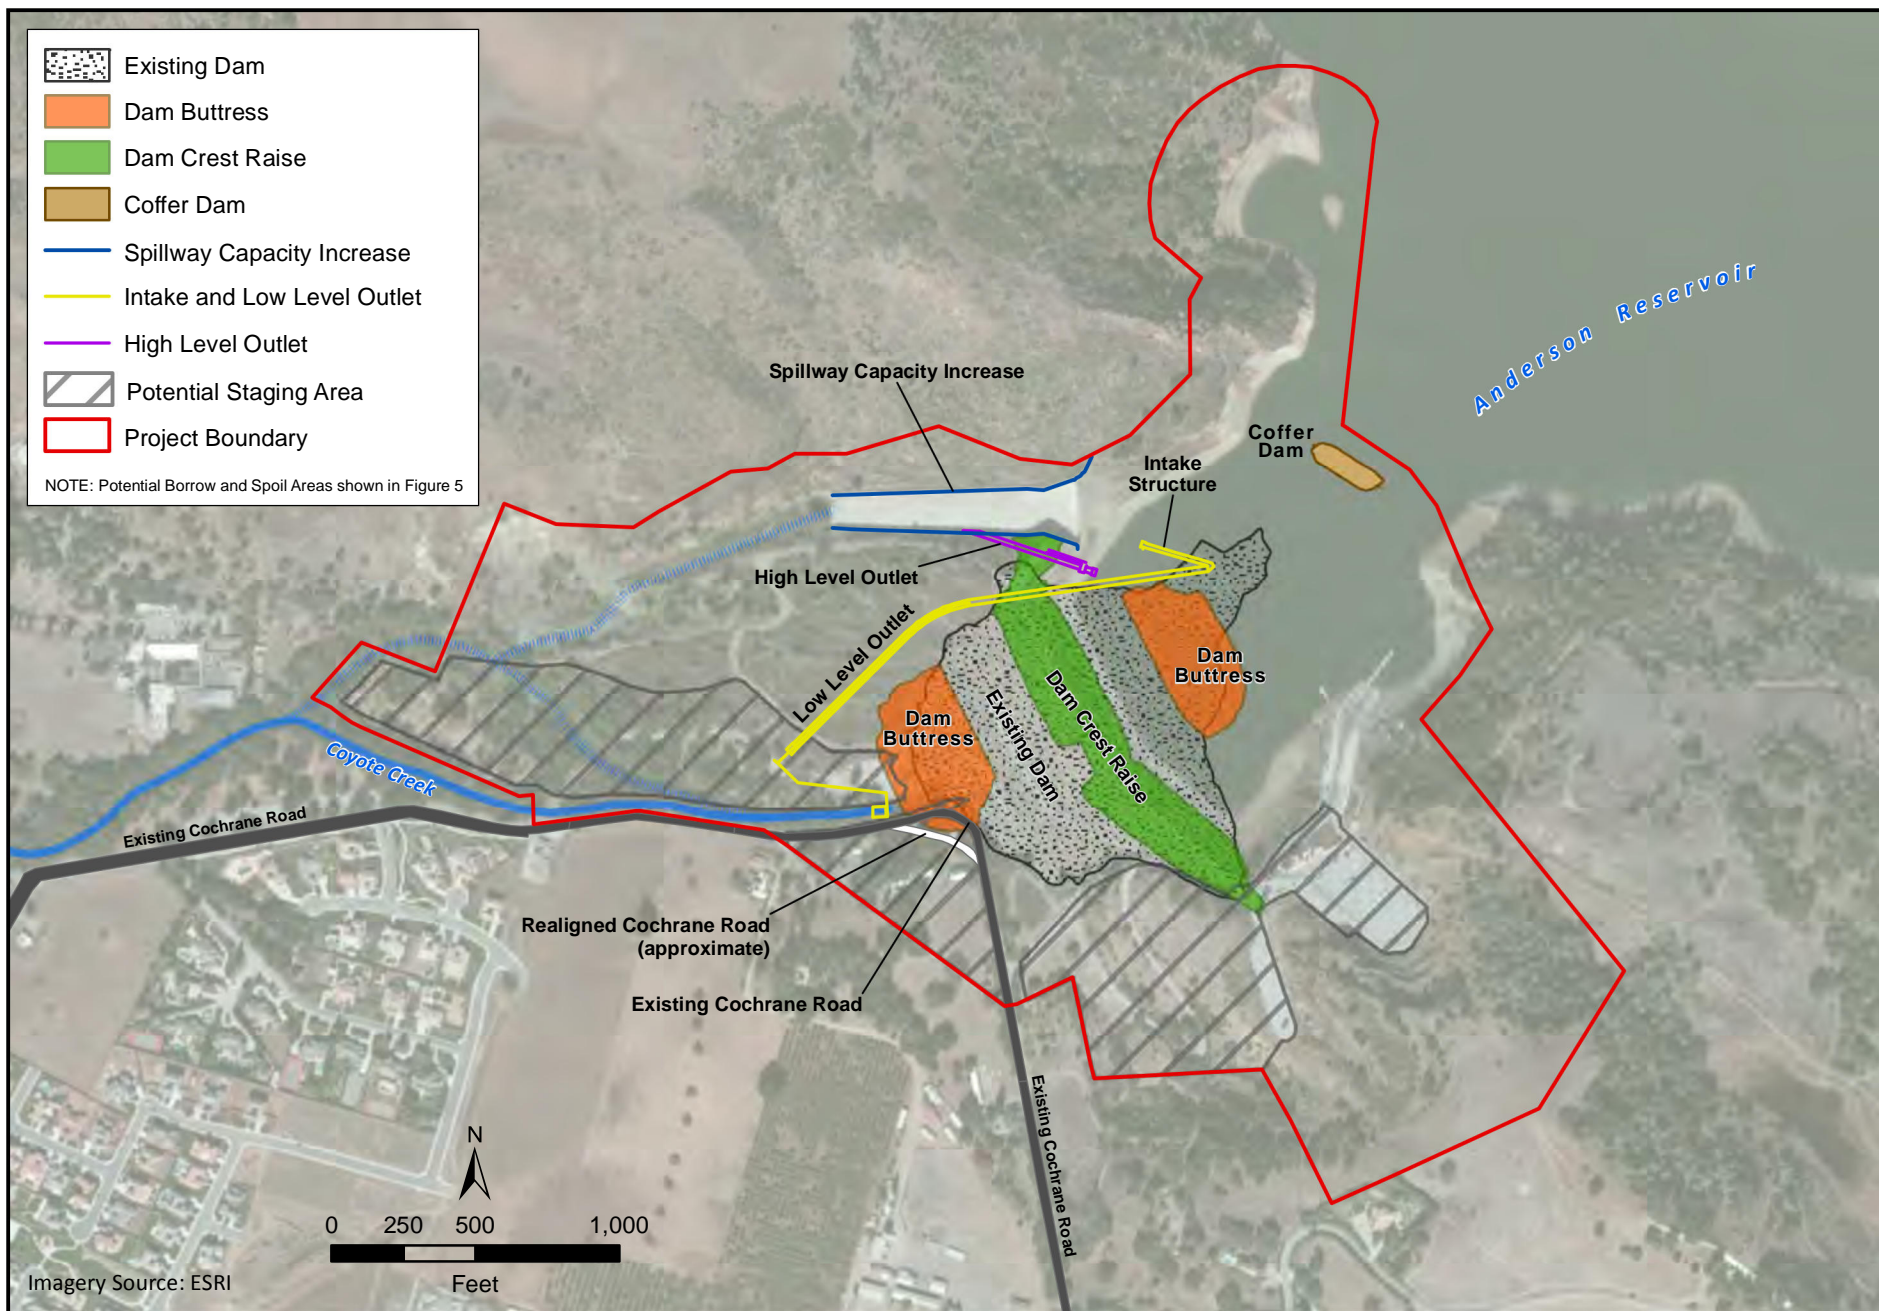 Existing Dam
Dam Buttress
Dam Crest Raise
Coffer Dam
Spillway Capacity Increase
Intake and Low Level Outlet
High Level Outlet
Potential Staging Area
Project Boundary
NOTE: Potential Borrow and Spoil Areas shown in Figure 5
Anderson Reservoir
Spillway Capacity Increase
Coffer
Dam
Intake
Structure
High Level Outlet
Low Level Outlet
Dam
Buttress
Dam
Buttress
Existing Dam
Dam Crest Raise
Coyote Creek
Existing Cochrane Road
Realigned Cochrane Road
(approximate)
Existing Cochrane Road
Existing Cochrane Road
N
0 250 500 1,000
Feet
Imagery Source: ESRI